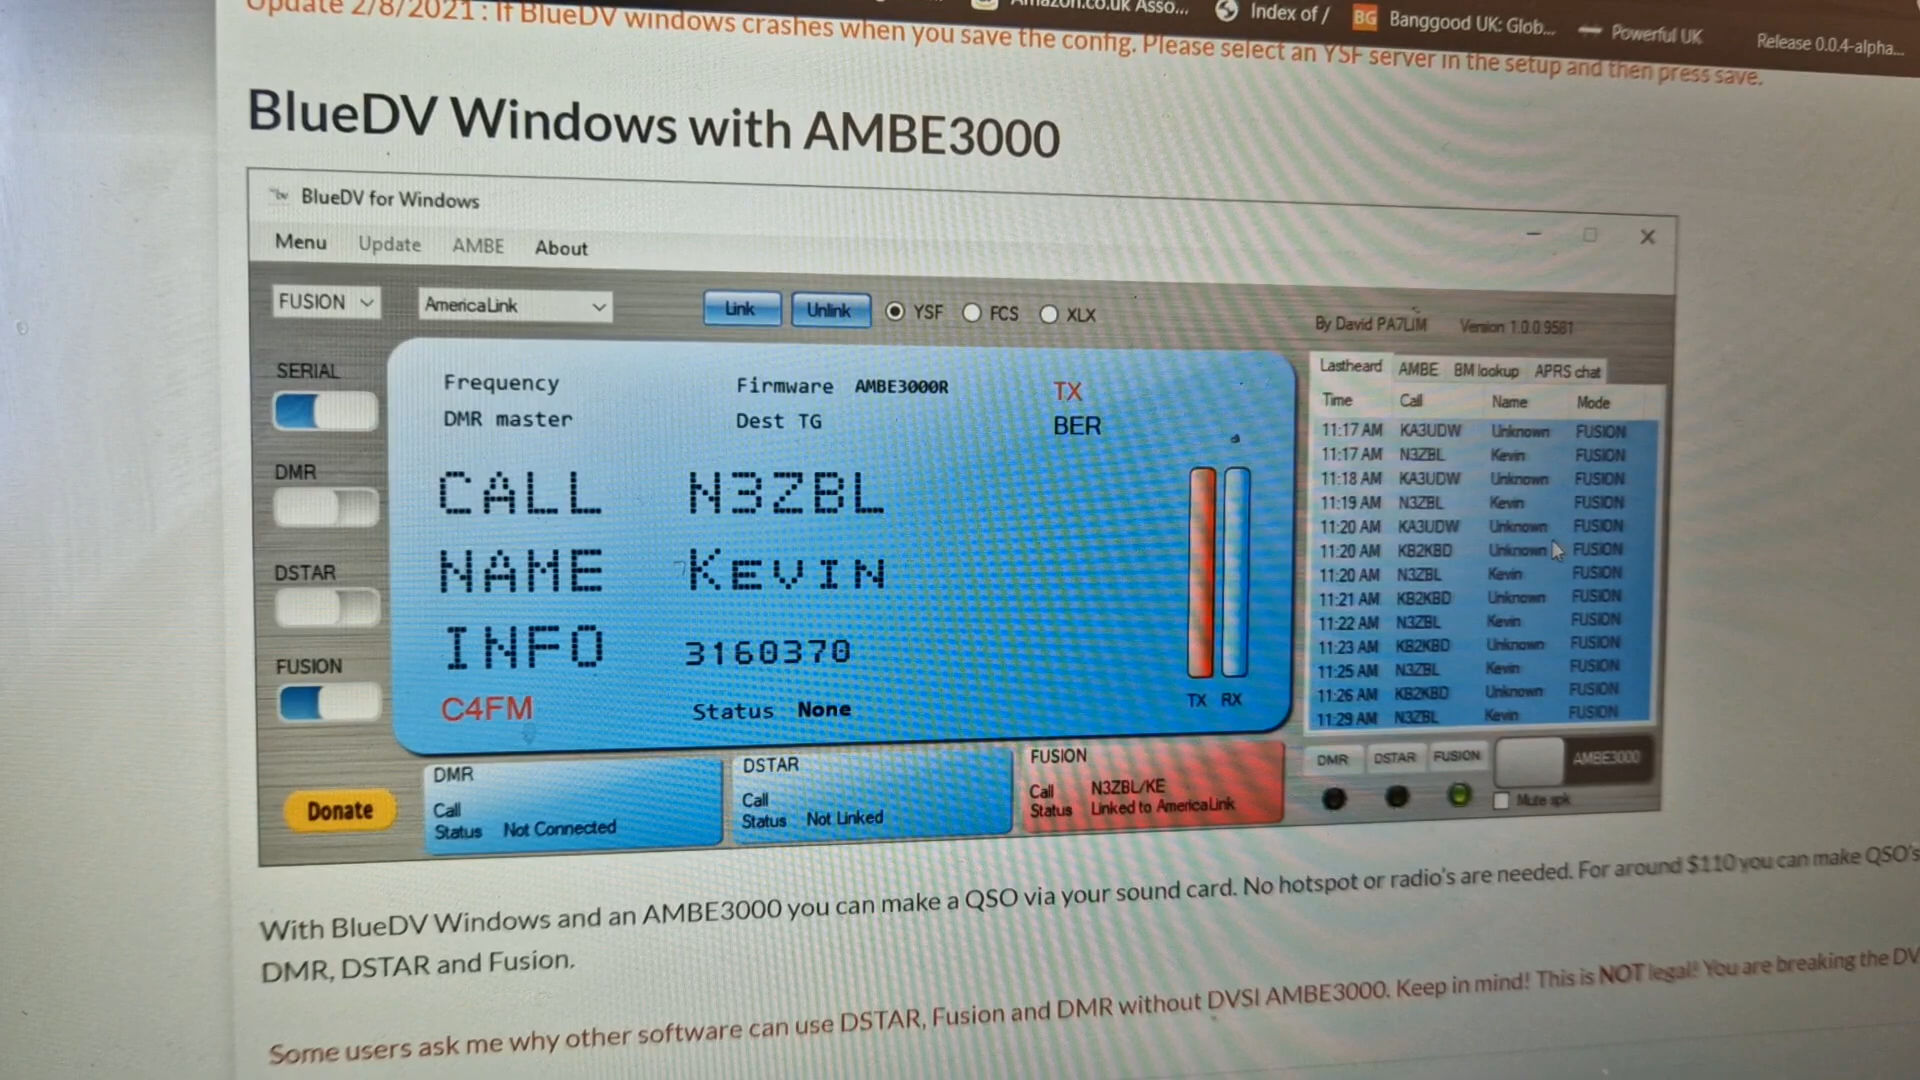 Amazon.co.uk Asso... Index of / BG Banggood UK: Glob... Powerful UK Release 0.0.4-alpha...
Update 2/8/2021 : If BlueDV windows crashes when you save the config. Please select an YSF server in the setup and then press save.
BlueDV Windows with AMBE3000
BlueDV for Windows
Menu Update AMBE About
FUSION AmericaLink Link Unlink YSF FCS XLX
By David PA7LIM Version 1.0.0.9581
SERIAL
DMR
DSTAR
FUSION
Donate
Frequency Firmware AMBE3000R TX
DMR master Dest TG BER
CALL N3ZBL
NAME KEVIN
INFO 3160370
C4FM Status None
TX RX
Lastheard AMBE BM lookup APRS chat
Time Call Name Mode
11:17 AM KA3UDW Unknown FUSION
11:17 AM N3ZBL Kevin FUSION
11:18 AM KA3UDW Unknown FUSION
11:19 AM N3ZBL Kevin FUSION
11:20 AM KA3UDW Unknown FUSION
11:20 AM KB2KBD Unknown FUSION
11:20 AM N3ZBL Kevin FUSION
11:21 AM KB2KBD Unknown FUSION
11:22 AM N3ZBL Kevin FUSION
11:23 AM KB2KBD Unknown FUSION
11:25 AM N3ZBL Kevin FUSION
11:26 AM KB2KBD Unknown FUSION
11:29 AM N3ZBL Kevin FUSION
DMR
Call
Status Not Connected
DSTAR
Call
Status Not Linked
FUSION
Call N3ZBL/KE
Status Linked to AmericaLink
DMR DSTAR FUSION AMBE3000
Mute spk
With BlueDV Windows and an AMBE3000 you can make a QSO via your sound card. No hotspot or radio's are needed. For around $110 you can make QSO's
DMR, DSTAR and Fusion.
Some users ask me why other software can use DSTAR, Fusion and DMR without DVSI AMBE3000. Keep in mind! This is NOT legal! You are breaking the DV